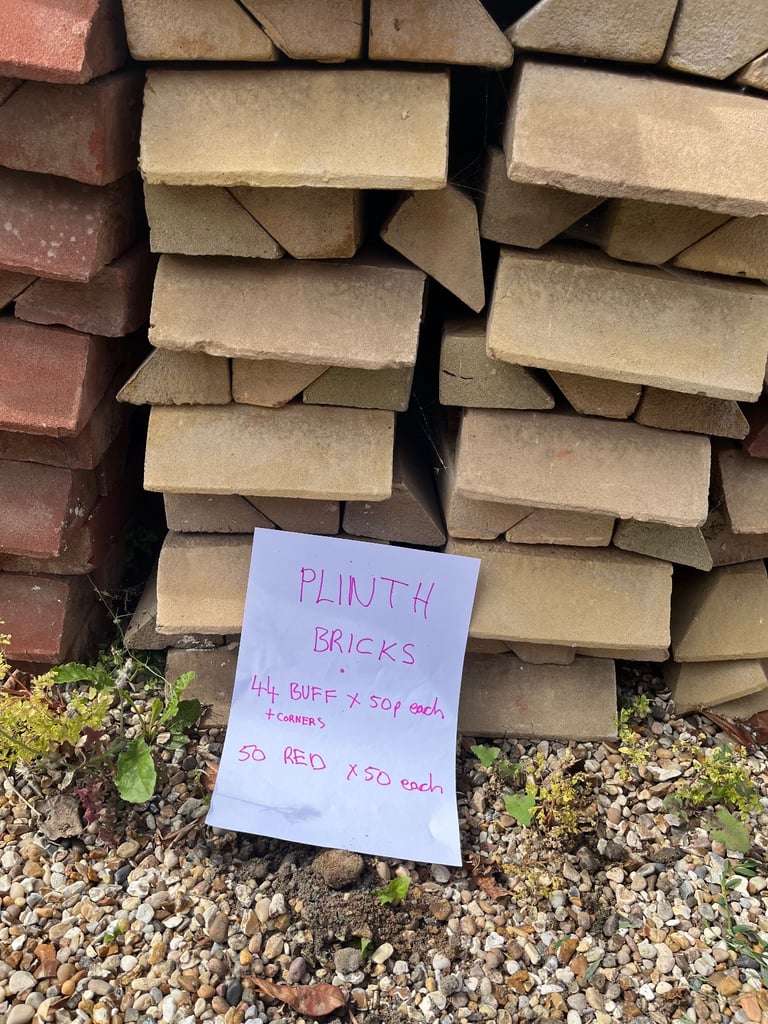 PLINTH
BRICKS
44 BUFF x 50p each
+ CORNERS
50 RED x 50 each